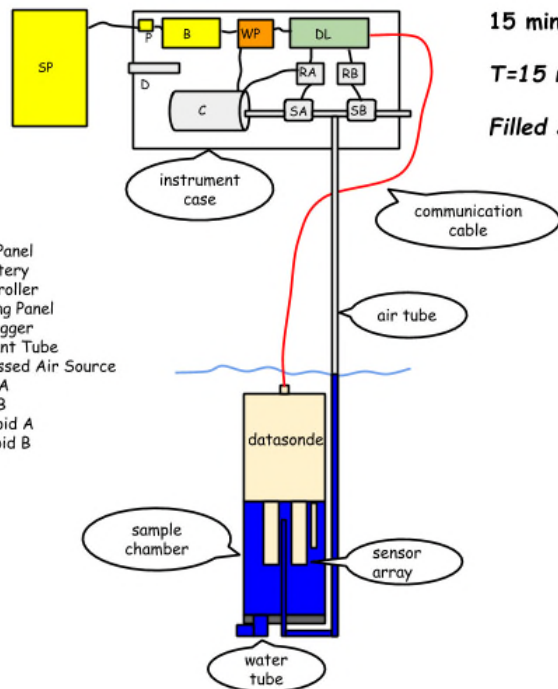 15 min
T=15
Filled
SP
P
B
WP
DL
D
C
RA
RB
SA
SB
instrument
case
communication
cable
Panel
tery
roller
ng Panel
gger
nt Tube
ssed Air Source
A
B
oid A
oid B
air tube
datasonde
sample
chamber
sensor
array
water
tube